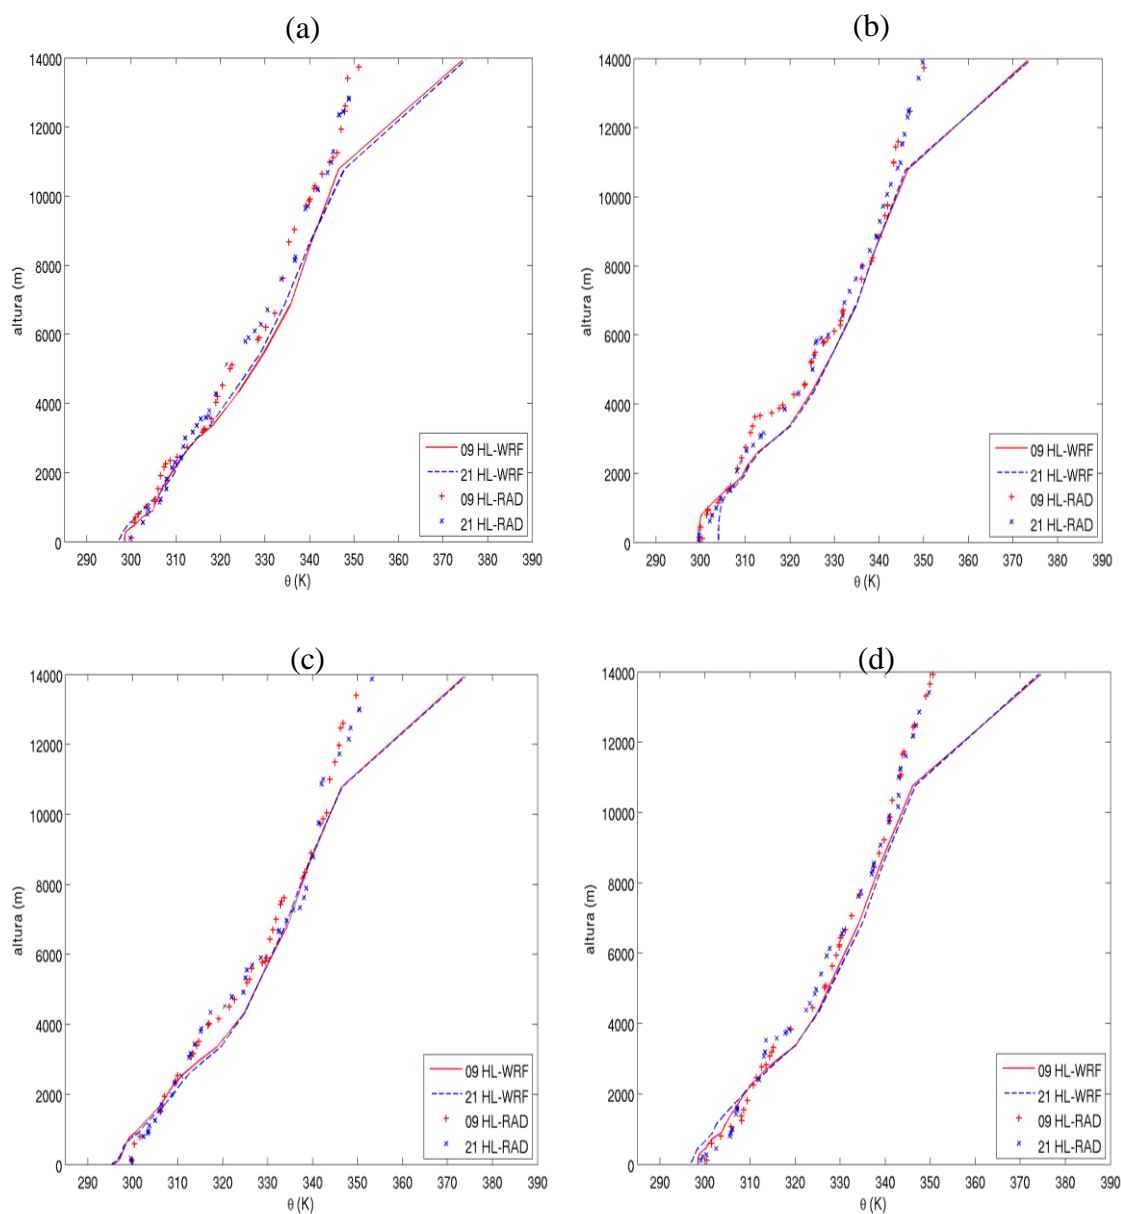 (a)
14000
12000
10000
8000
6000
4000
2000
0
altura (m)
290 300 310 320 330 340 350 360 370 380 390
θ (K)
09 HL-WRF
21 HL-WRF
09 HL-RAD
21 HL-RAD
(b)
14000
12000
10000
8000
6000
4000
2000
0
altura (m)
290 300 310 320 330 340 350 360 370 380 390
θ (K)
09 HL-WRF
21 HL-WRF
09 HL-RAD
21 HL-RAD
(c)
14000
12000
10000
8000
6000
4000
2000
0
altura (m)
290 300 310 320 330 340 350 360 370 380 390
θ (K)
09 HL-WRF
21 HL-WRF
09 HL-RAD
21 HL-RAD
(d)
14000
12000
10000
8000
6000
4000
2000
0
altura (m)
290 300 310 320 330 340 350 360 370 380 390
θ (K)
09 HL-WRF
21 HL-WRF
09 HL-RAD
21 HL-RAD